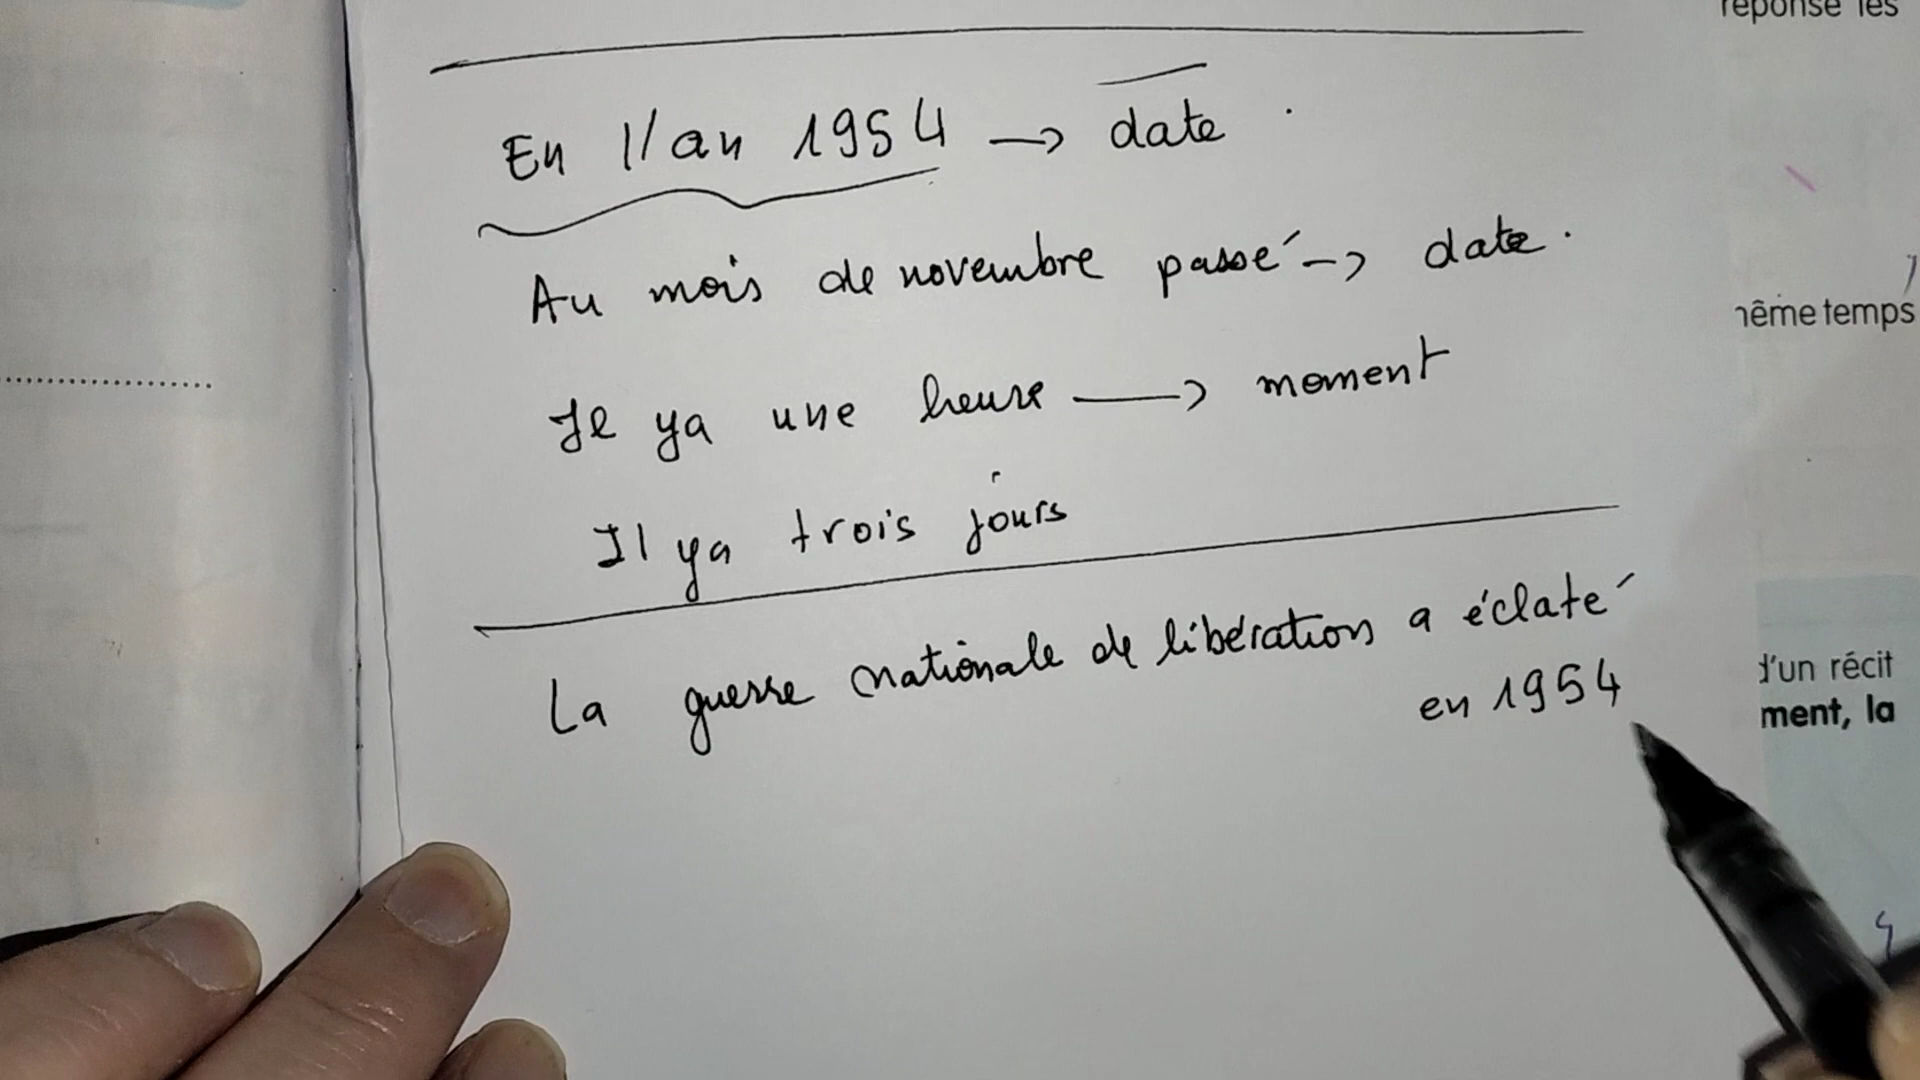 réponse les
En l'an 1954 → date .
Au mois de novembre passé → date .
Il ya une heure → moment
même temps
Il ya trois jours
La guerre nationale de libération a éclaté
en 1954
d'un récit
ment, la